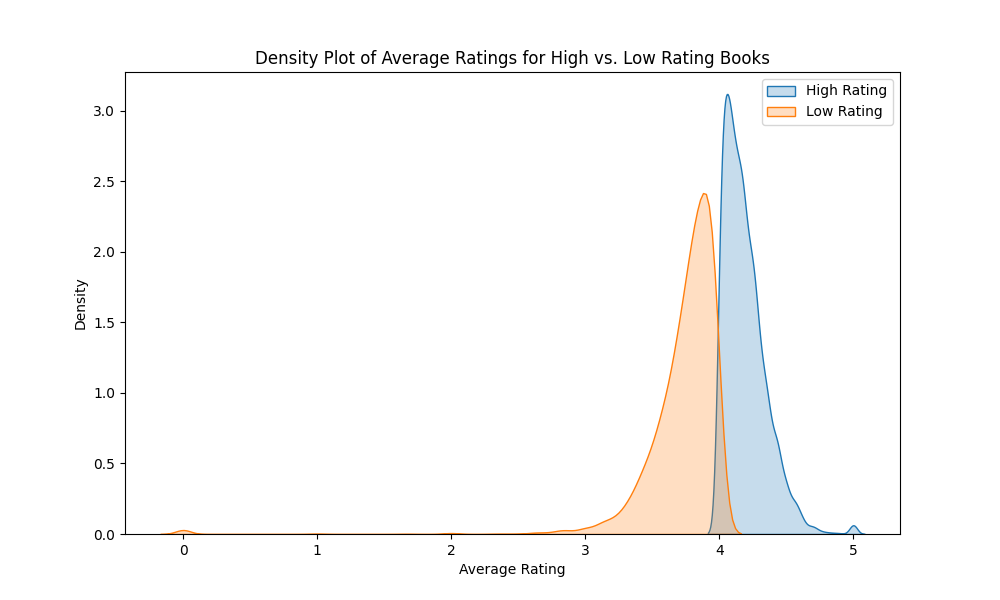 Density Plot of Average Ratings for High vs. Low Rating Books
High Rating
Low Rating
3.0
2.5
2.0
1.5
1.0
0.5
0.0
Density
0 1 2 3 4 5
Average Rating